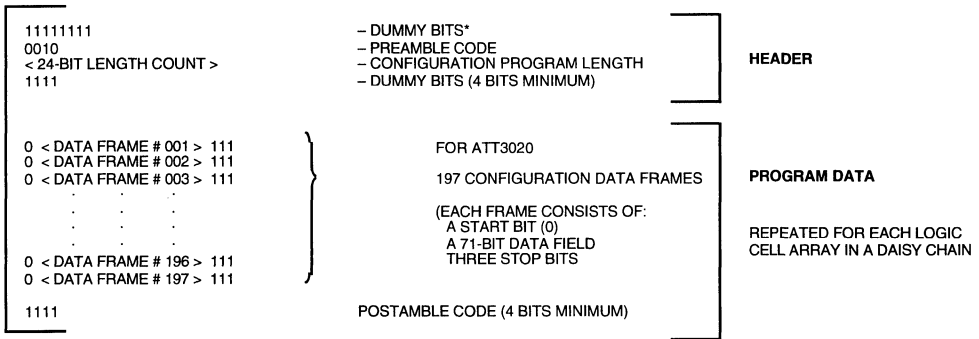 11111111 – DUMMY BITS*
0010 – PREAMBLE CODE
< 24-BIT LENGTH COUNT > – CONFIGURATION PROGRAM LENGTH
1111 – DUMMY BITS (4 BITS MINIMUM)
HEADER
0 < DATA FRAME # 001 > 111
0 < DATA FRAME # 002 > 111
0 < DATA FRAME # 003 > 111
. . .
. . .
. . .
. . .
0 < DATA FRAME # 196 > 111
0 < DATA FRAME # 197 > 111
FOR ATT3020
197 CONFIGURATION DATA FRAMES
(EACH FRAME CONSISTS OF:
A START BIT (0)
A 71-BIT DATA FIELD
THREE STOP BITS
1111 POSTAMBLE CODE (4 BITS MINIMUM)
PROGRAM DATA
REPEATED FOR EACH LOGIC
CELL ARRAY IN A DAISY CHAIN